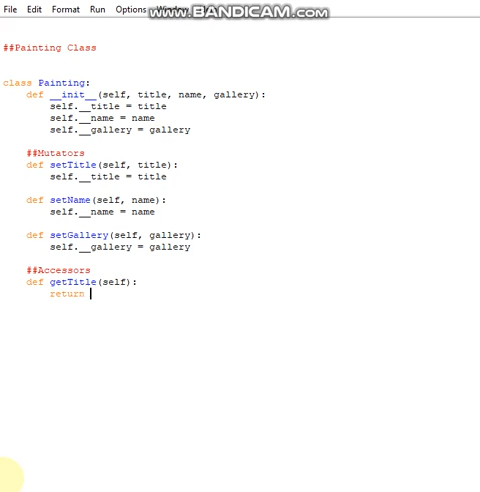 File Edit Format Run Options Window
www.BANDICAM.com
##Painting Class
class Painting:
def __init__(self, title, name, gallery):
self.__title = title
self.__name = name
self.__gallery = gallery
##Mutators
def setTitle(self, title):
self.__title = title
def setName(self, name):
self.__name = name
def setGallery(self, gallery):
self.__gallery = gallery
##Accessors
def getTitle(self):
return